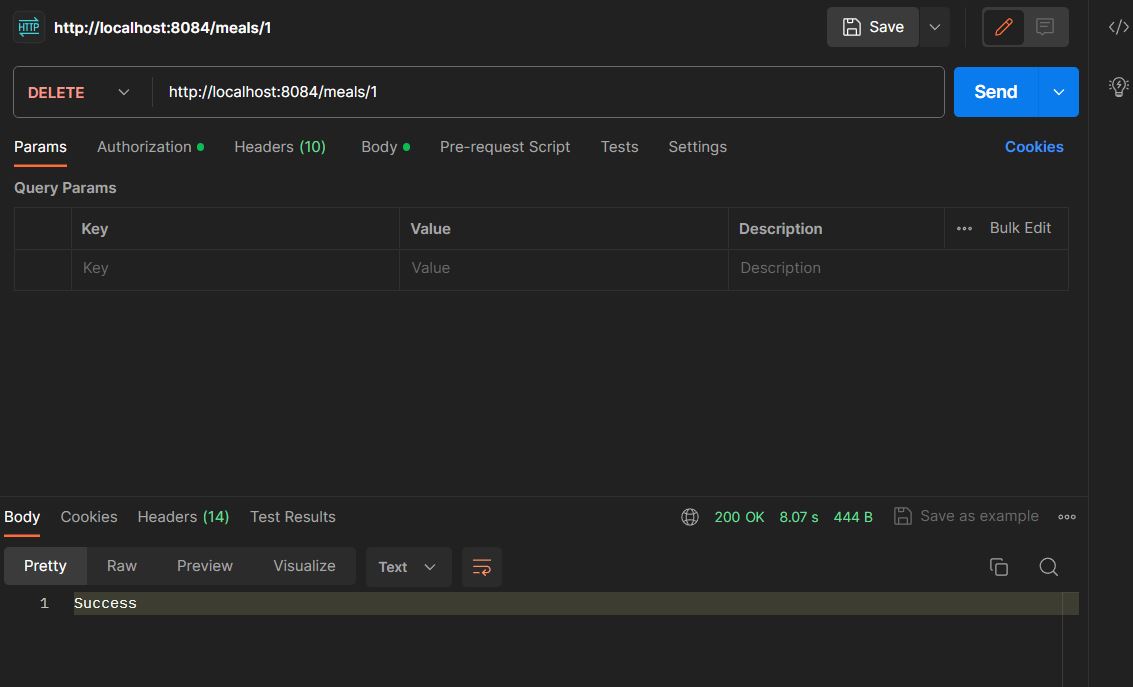 HTTP http://localhost:8084/meals/1 Save
DELETE http://localhost:8084/meals/1 Send
Params Authorization Headers (10) Body Pre-request Script Tests Settings Cookies
Query Params
Key Value Description Bulk Edit
Key Value Description
Body Cookies Headers (14) Test Results 200 OK 8.07 s 444 B Save as example
Pretty Raw Preview Visualize Text
1 Success